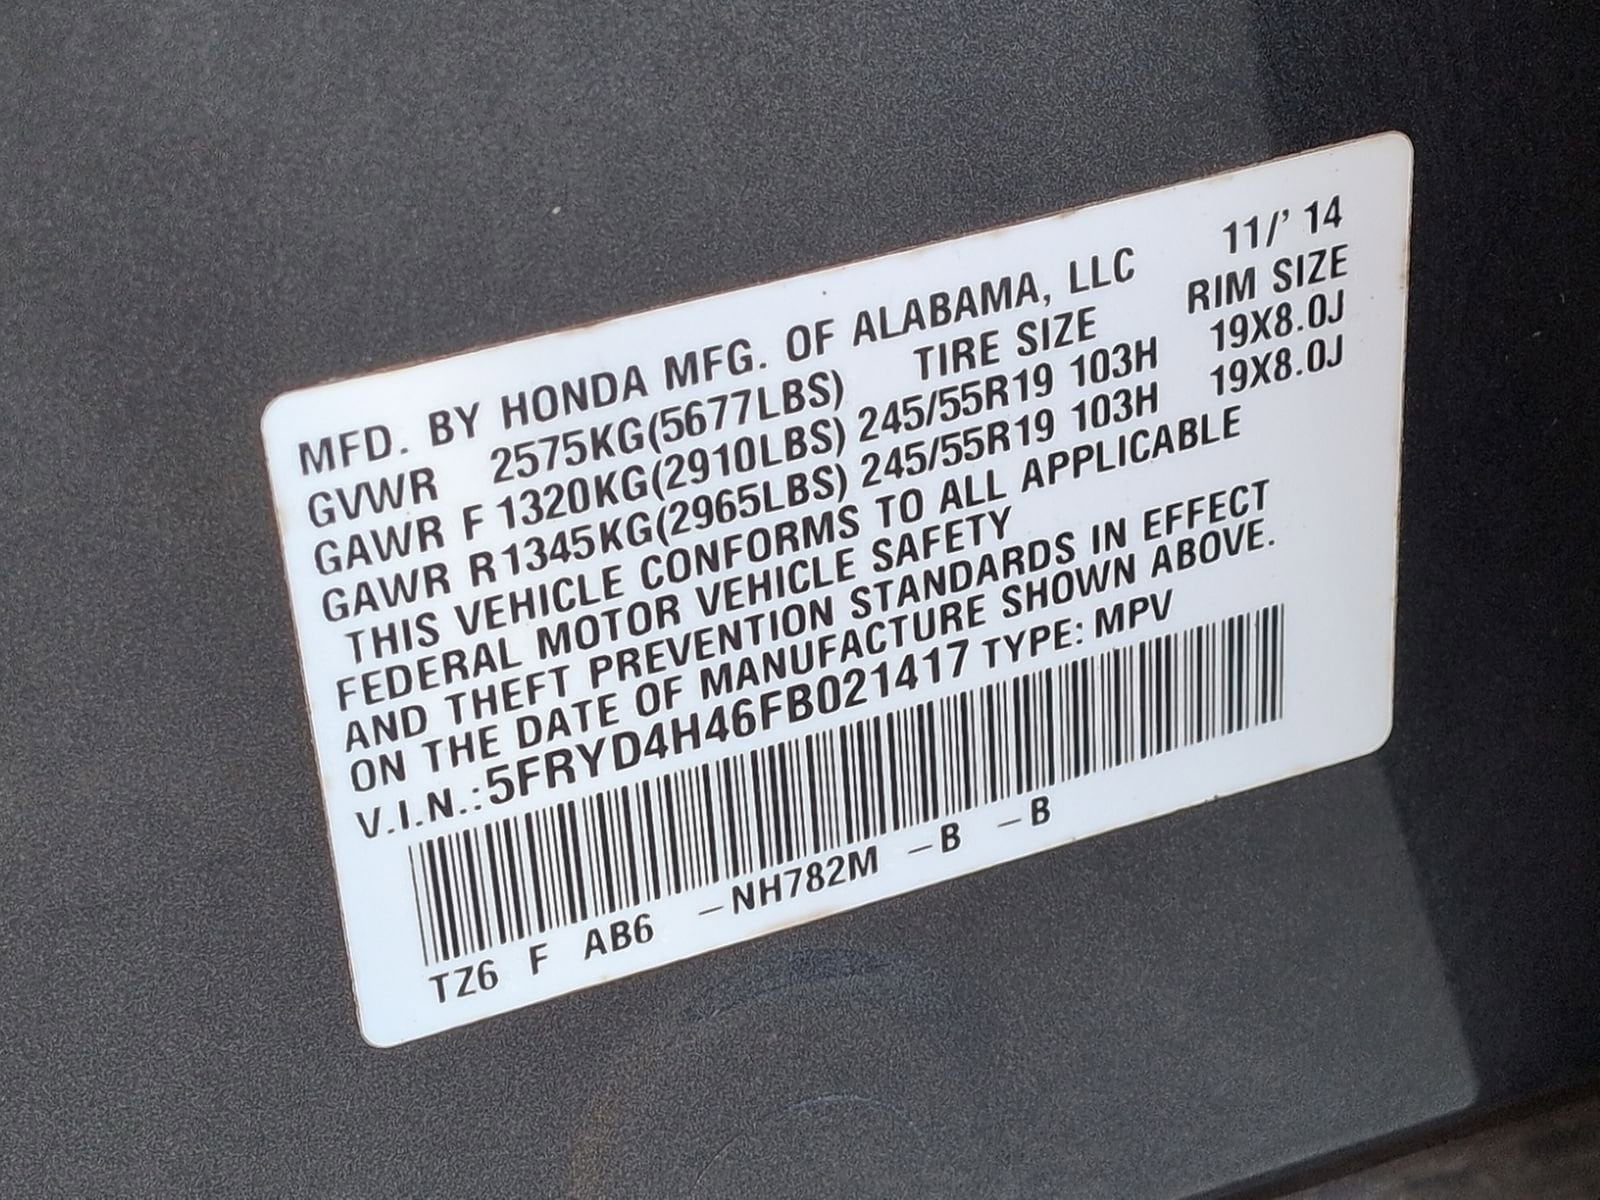 MFD. BY HONDA MFG. OF ALABAMA, LLC 11/' 14
GVWR 2575KG(5677LBS) TIRE SIZE RIM SIZE
GAWR F 1320KG(2910LBS) 245/55R19 103H 19X8.0J
GAWR R 1345KG(2965LBS) 245/55R19 103H 19X8.0J
THIS VEHICLE CONFORMS TO ALL APPLICABLE
FEDERAL MOTOR VEHICLE SAFETY
AND THEFT PREVENTION STANDARDS IN EFFECT
ON THE DATE OF MANUFACTURE SHOWN ABOVE.
V.I.N.:5FRYD4H46FB021417 TYPE: MPV
TZ6 F AB6 –NH782M –B –B